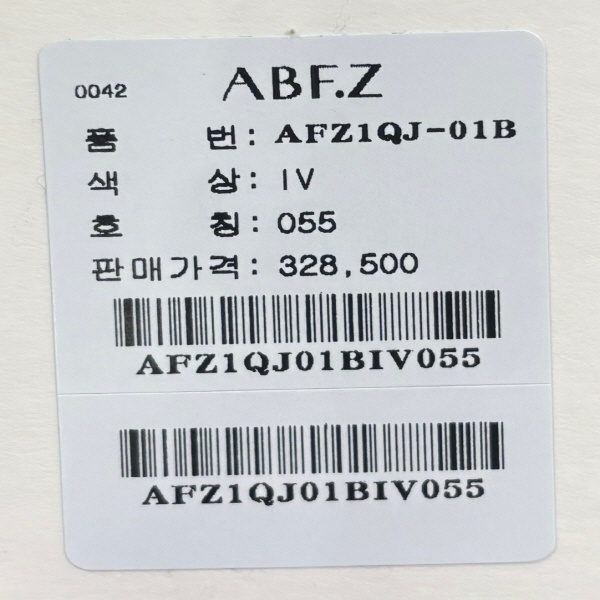 0042 ABF.Z
품 번: AFZ1QJ-01B
색 상: IV
호 칭: 055
판매가격: 328,500
AFZ1QJ01BIV055
AFZ1QJ01BIV055